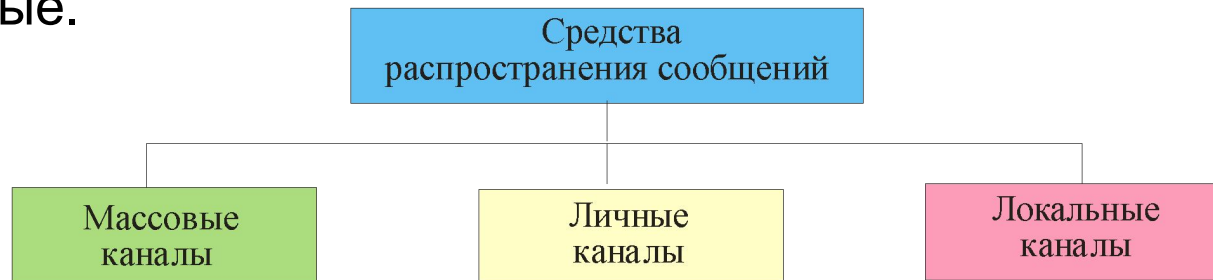 ые.
Средства
распространения сообщений
Массовые
каналы
Личные
каналы
Локальные
каналы